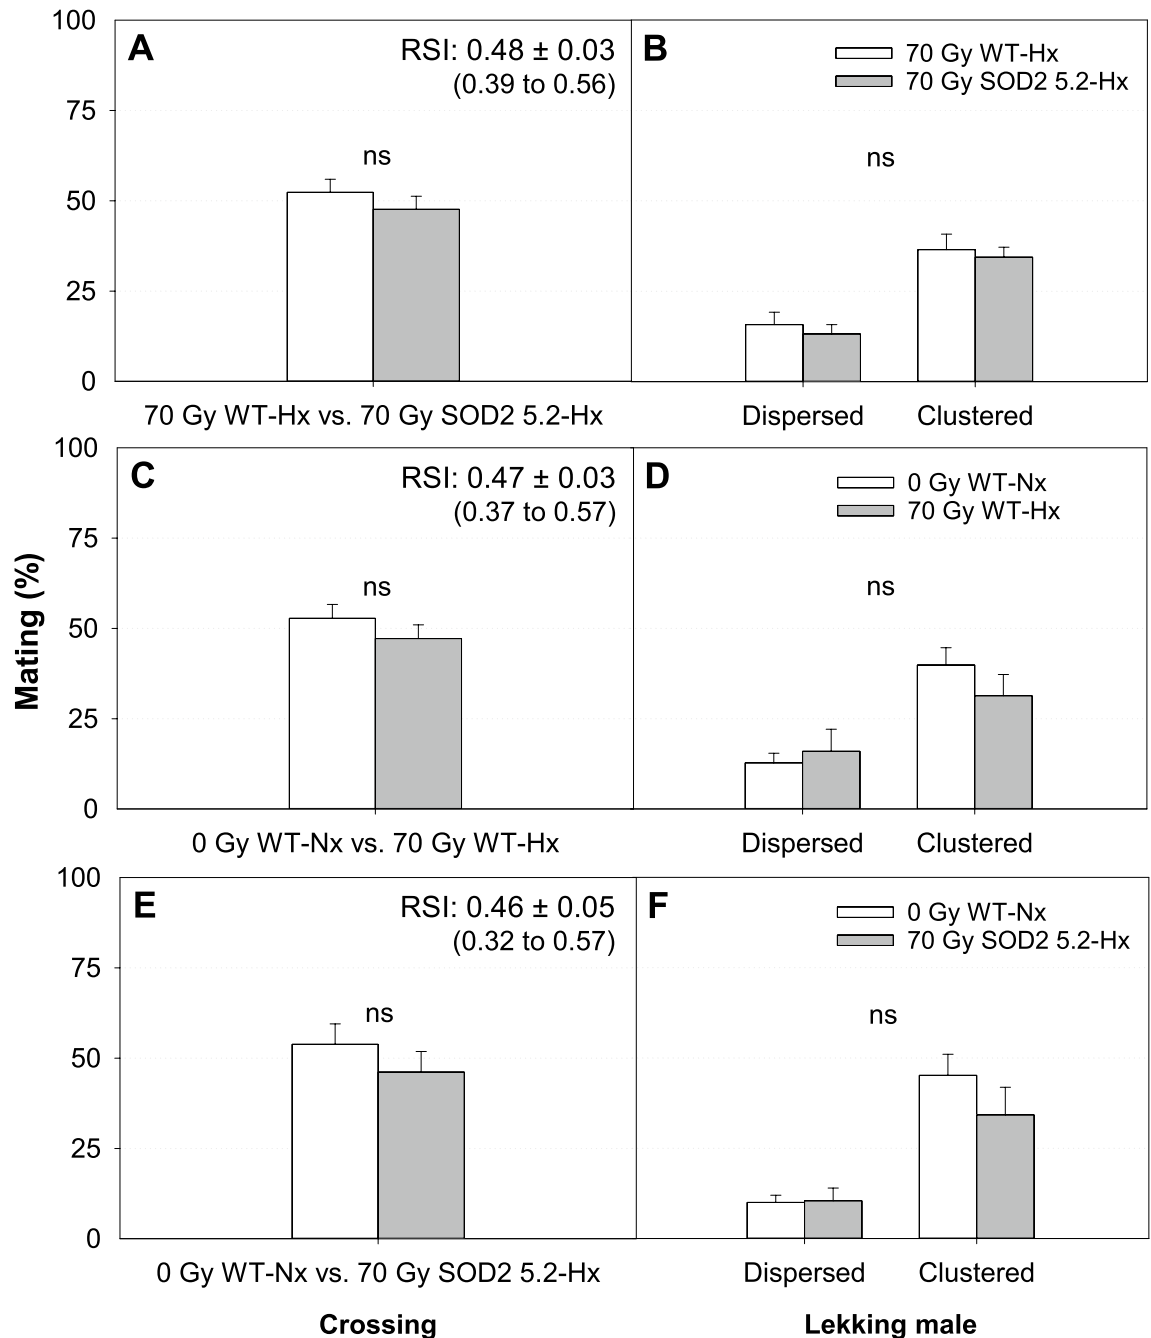 100
75
50
25
0
A
RSI: 0.48 ± 0.03
(0.39 to 0.56)
ns
70 Gy WT-Hx vs. 70 Gy SOD2 5.2-Hx
B
70 Gy WT-Hx
70 Gy SOD2 5.2-Hx
ns
Dispersed
Clustered
Mating (%)
100
75
50
25
0
C
RSI: 0.47 ± 0.03
(0.37 to 0.57)
ns
0 Gy WT-Nx vs. 70 Gy WT-Hx
D
0 Gy WT-Nx
70 Gy WT-Hx
ns
Dispersed
Clustered
100
75
50
25
0
E
RSI: 0.46 ± 0.05
(0.32 to 0.57)
ns
0 Gy WT-Nx vs. 70 Gy SOD2 5.2-Hx
Crossing
F
0 Gy WT-Nx
70 Gy SOD2 5.2-Hx
ns
Dispersed
Clustered
Lekking male